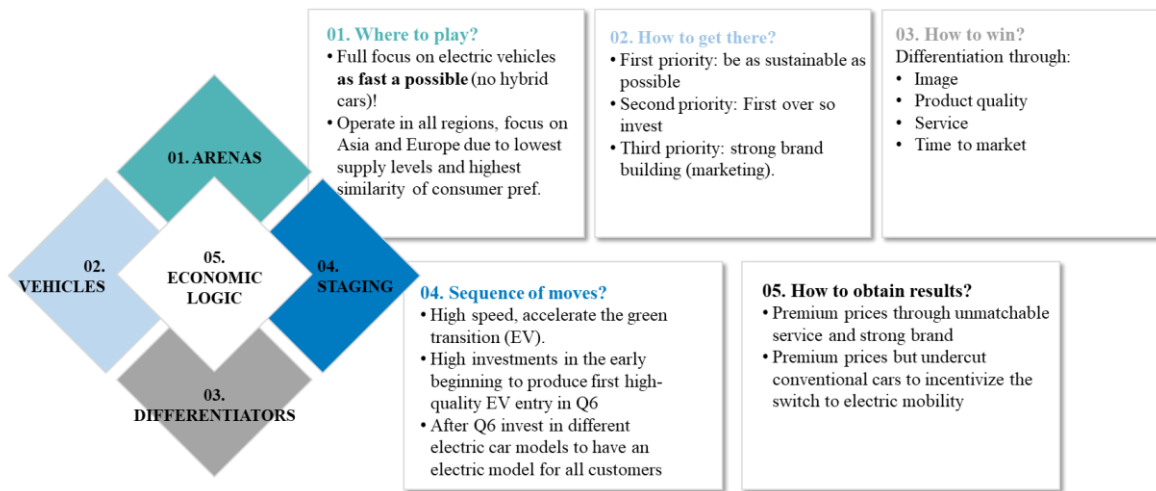 01. ARENAS
02.
VEHICLES
05.
ECONOMIC
LOGIC
04.
STAGING
03.
DIFFERENTIATORS
01. Where to play?
• Full focus on electric vehicles
as fast a possible (no hybrid
cars)!
• Operate in all regions, focus on
Asia and Europe due to lowest
supply levels and highest
similarity of consumer pref.
02. How to get there?
• First priority: be as sustainable as
possible
• Second priority: First over so
invest
• Third priority: strong brand
building (marketing).
03. How to win?
Differentiation through:
• Image
• Product quality
• Service
• Time to market
04. Sequence of moves?
• High speed, accelerate the green
transition (EV).
• High investments in the early
beginning to produce first high-
quality EV entry in Q6
• After Q6 invest in different
electric car models to have an
electric model for all customers
05. How to obtain results?
• Premium prices through unmatchable
service and strong brand
• Premium prices but undercut
conventional cars to incentivize the
switch to electric mobility